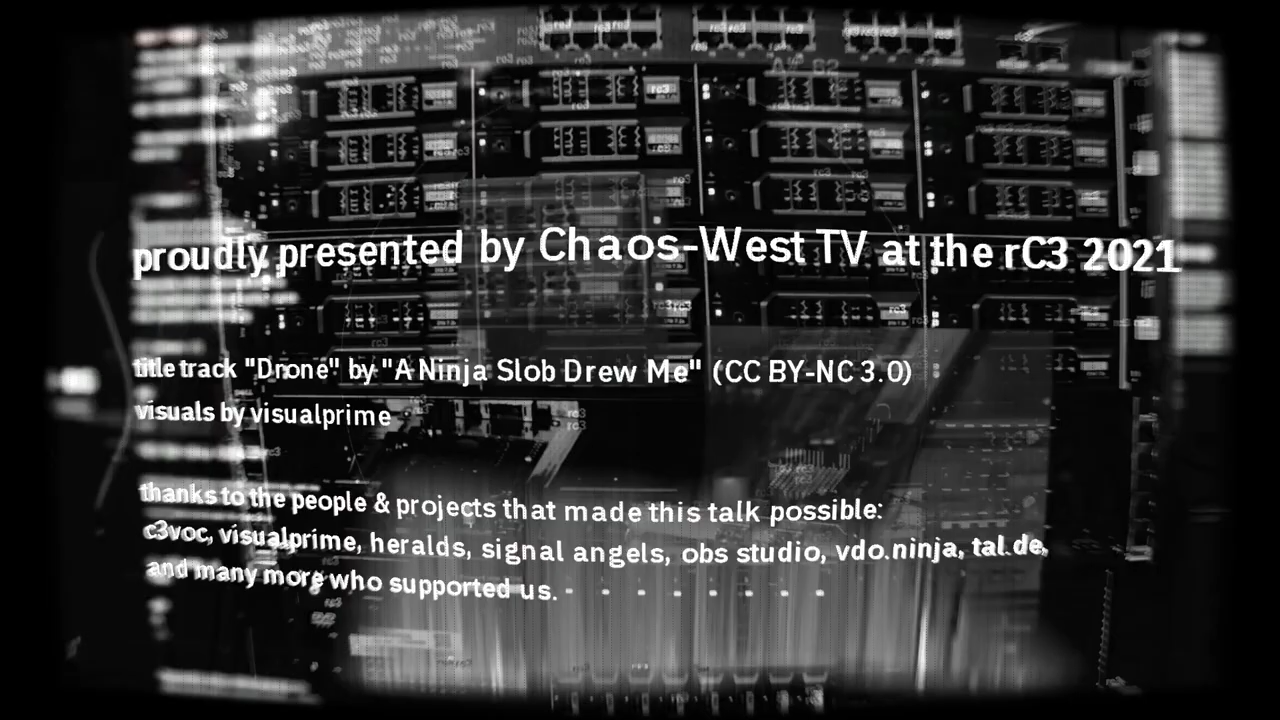 proudly presented by Chaos-West TV at the rC3 2021
title track "Drone" by "A Ninja Slob Drew Me" (CC BY-NC 3.0)
visuals by visualprime
thanks to the people & projects that made this talk possible:
c3voc, visualprime, heralds, signal angels, obs studio, vdo.ninja, tal.de,
and many more who supported us.